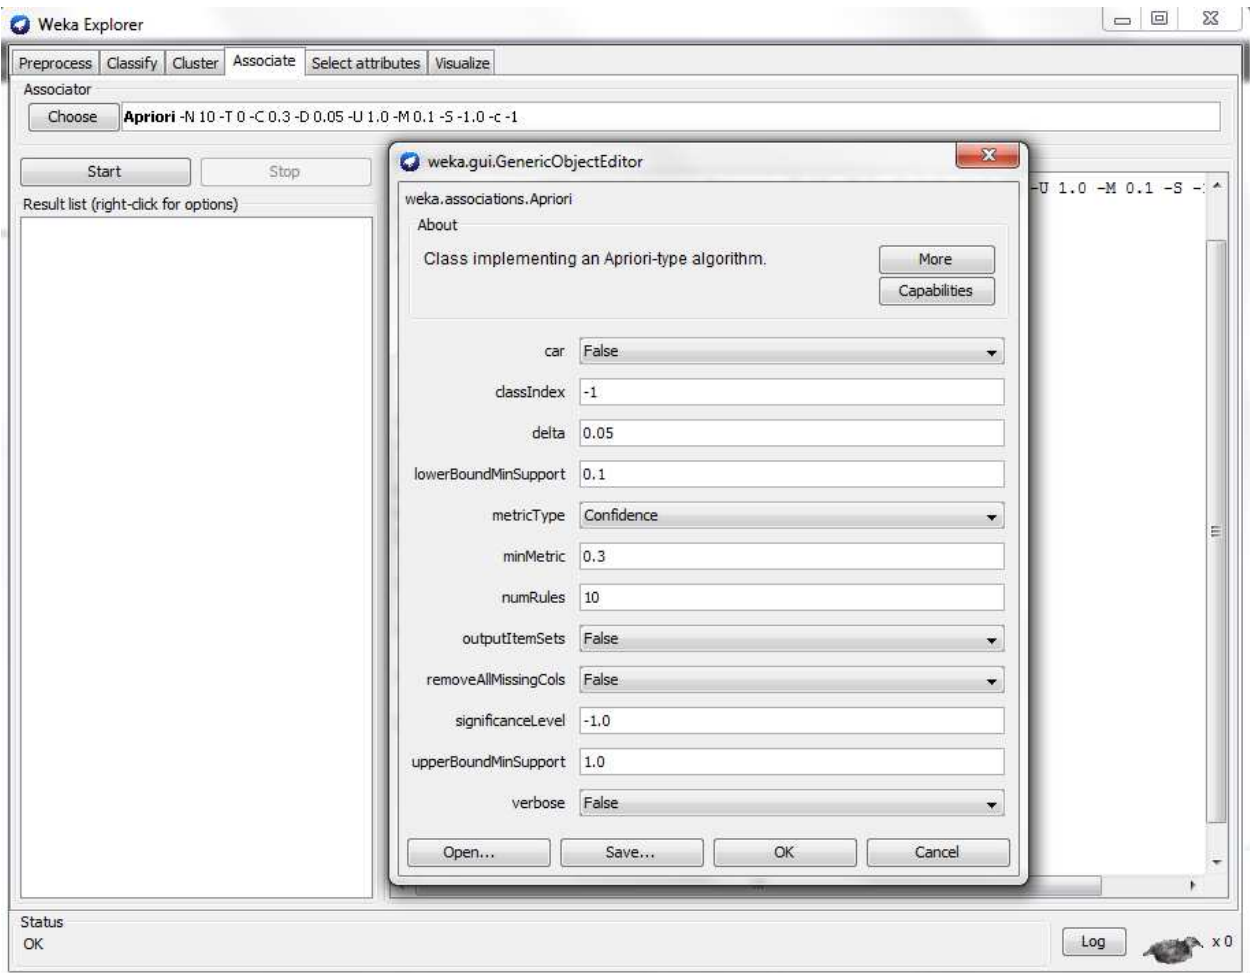 Weka Explorer
Preprocess Classify Cluster Associate Select attributes Visualize
Associator
Choose Apriori -N 10 -T 0 -C 0.3 -D 0.05 -U 1.0 -M 0.1 -S -1.0 -c -1
Start Stop
Result list (right-click for options)
-U 1.0 -M 0.1 -S -
weka.gui.GenericObjectEditor
weka.associations.Apriori
About
Class implementing an Apriori-type algorithm.
More
Capabilities
car False
classIndex -1
delta 0.05
lowerBoundMinSupport 0.1
metricType Confidence
minMetric 0.3
numRules 10
outputItemSets False
removeAllMissingCols False
significanceLevel -1.0
upperBoundMinSupport 1.0
verbose False
Open... Save... OK Cancel
Status
OK
Log x 0